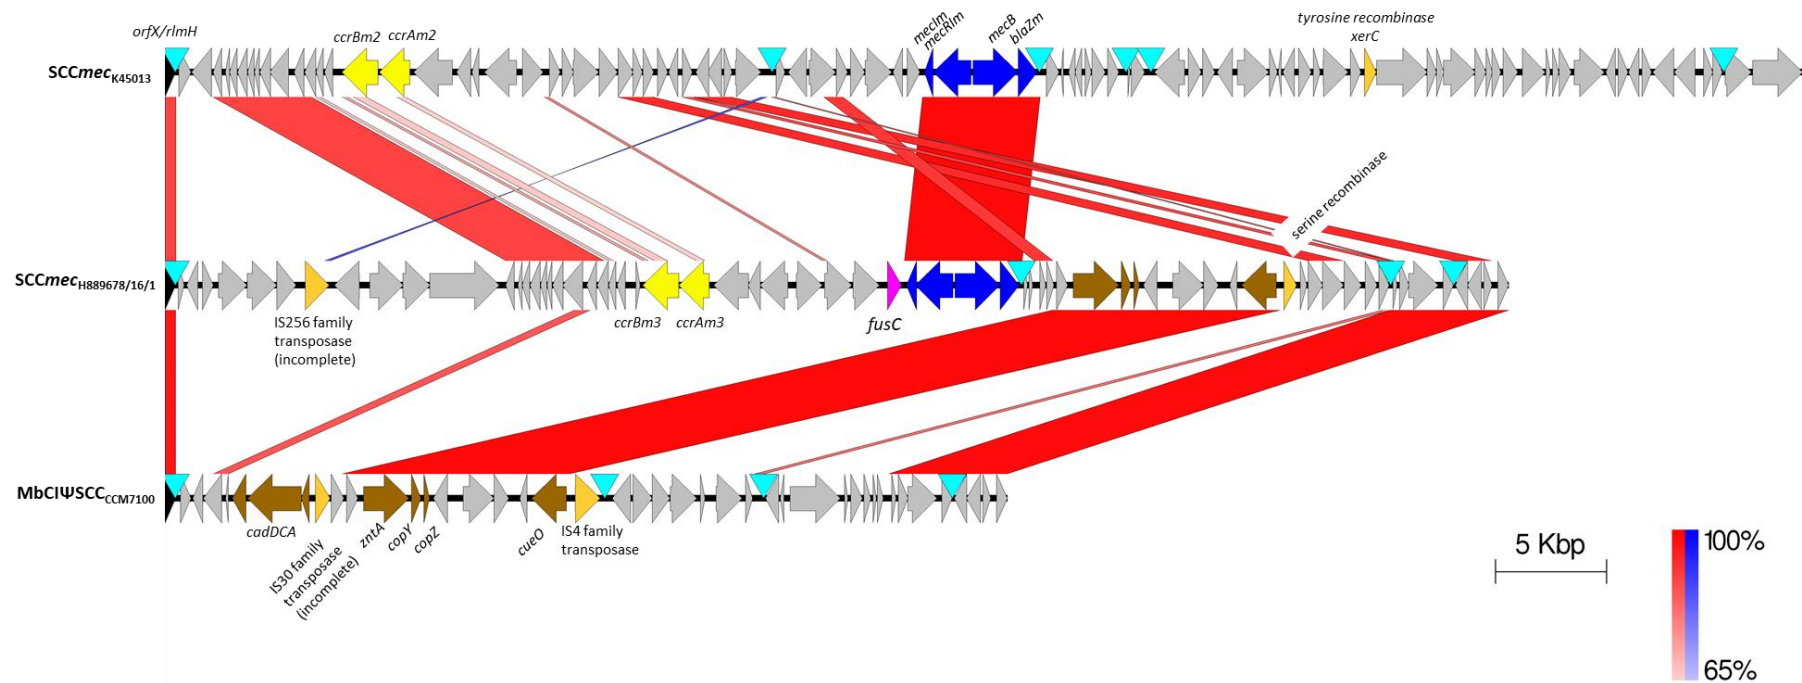 orfX/rlmH
ccrBm2
ccrAm2
mecIm
mecRIm
mecB
blaZm
tyrosine recombinase
xerC
SCCmecK45013
serine recombinase
SCCmecH889678/16/1
IS256 family
transposase
(incomplete)
ccrBm3
ccrAm3
fusC
MbCIΨSCCCCM7100
cadDCA
IS30 family
transposase
(incomplete)
zntA
copY
copZ
cueO
IS4 family
transposase
5 Kbp
100%
65%